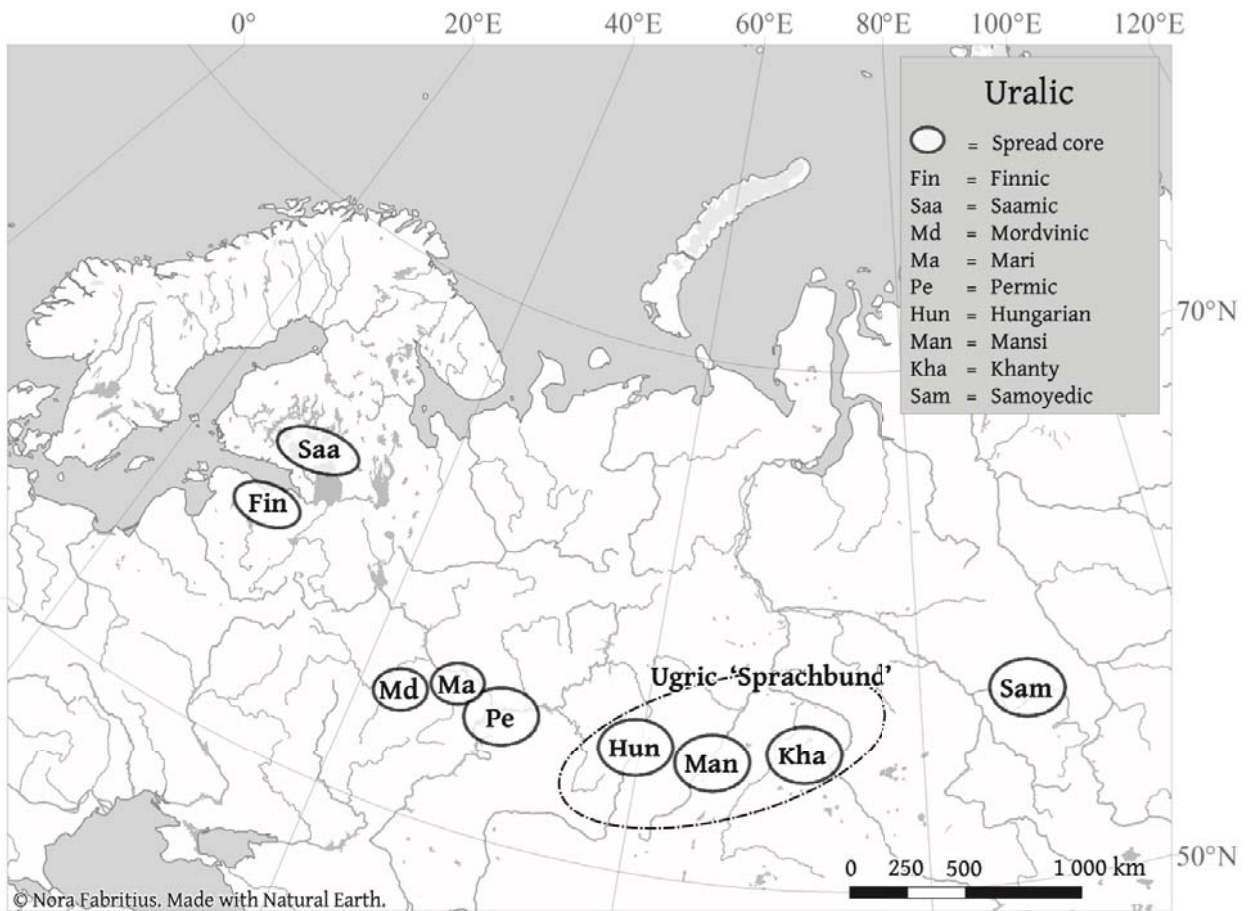 0° 20°E 40°E 60°E 80°E 100°E 120°E
Uralic
= Spread core
Fin = Finnic
Saa = Saamic
Md = Mordvinic
Ma = Mari
Pe = Permic
Hun = Hungarian
Man = Mansi
Kha = Khanty
Sam = Samoyedic
70°N
Saa
Fin
Ugric ‘Sprachbund’
Md
Ma
Pe
Sam
Hun
Man
Kha
50°N
0 250 500 1 000 km
© Nora Fabritius. Made with Natural Earth.